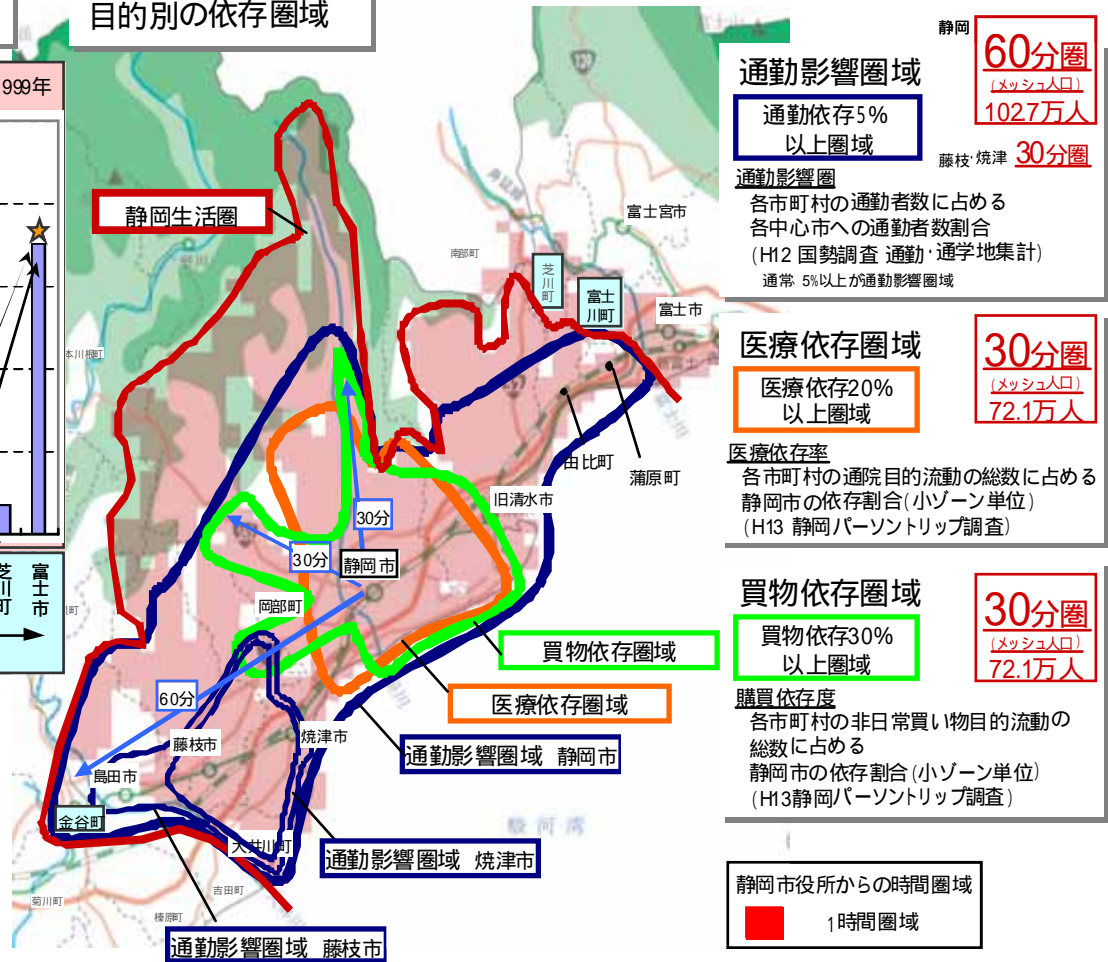 目的別の依存圏域
999年
芝川町
富士市
静岡生活圏
南部町
富士宮市
芝川町
富士川町
富士市
本川根町
由比町
蒲原町
旧清水市
30分
30分
静岡市
岡部町
買物依存圏域
60分
医療依存圏域
藤枝市
焼津市
通勤影響圏域 静岡市
島田市
金谷町
駿河湾
大井川町
通勤影響圏域 焼津市
吉田町
菊川町
榛原町
通勤影響圏域 藤枝市
通勤影響圏域
静岡
60分圏
(メッシュ人口)
102.7万人
通勤依存5%
以上圏域
藤枝・焼津 30分圏
通勤影響圏
各市町村の通勤者数に占める
各中心市への通勤者数割合
(H12 国勢調査 通勤・通学地集計)
通常 5%以上が通勤影響圏域
医療依存圏域
30分圏
(メッシュ人口)
72.1万人
医療依存20%
以上圏域
医療依存率
各市町村の通院目的流動の総数に占める
静岡市の依存割合(小ゾーン単位)
(H13 静岡パーソントリップ調査)
買物依存圏域
30分圏
(メッシュ人口)
72.1万人
買物依存30%
以上圏域
購買依存度
各市町村の非日常買い物目的流動の
総数に占める
静岡市の依存割合(小ゾーン単位)
(H13静岡パーソントリップ調査)
静岡市役所からの時間圏域
1時間圏域